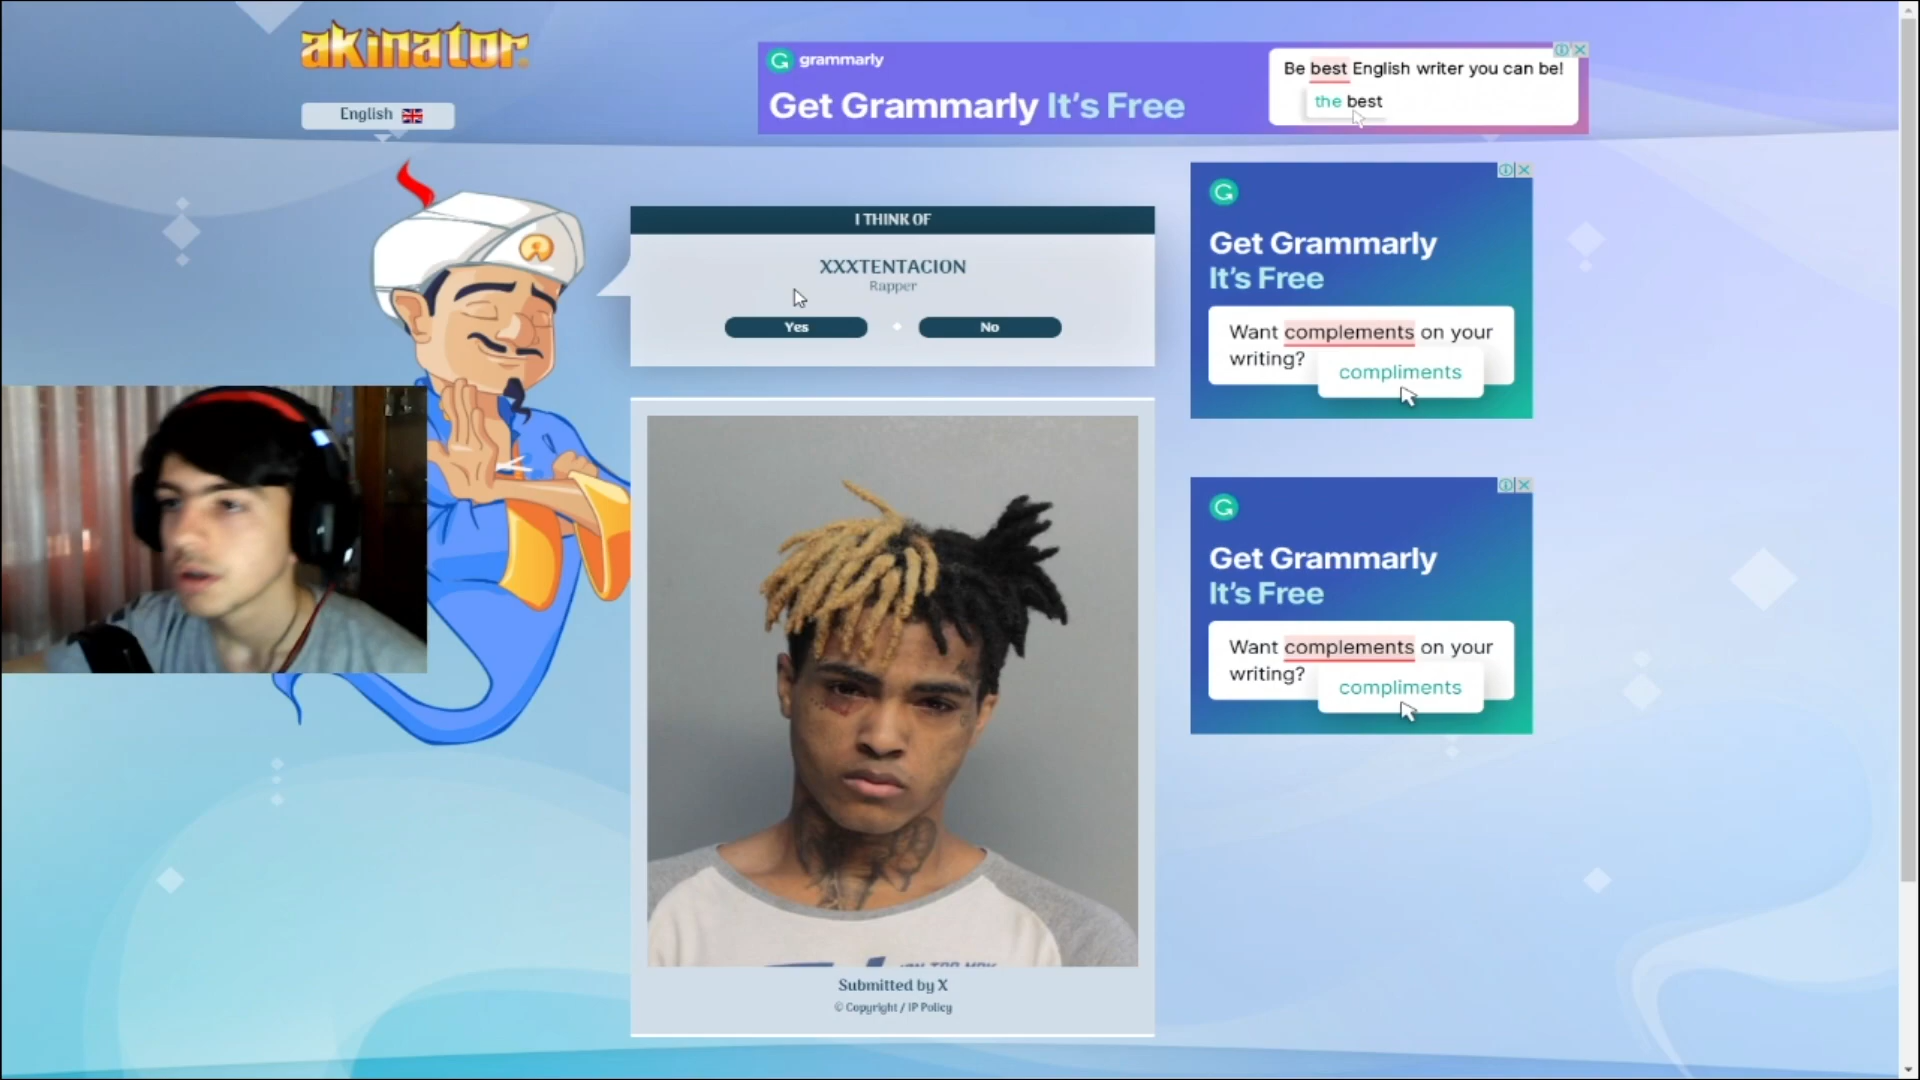 akinator.
English
grammarly
Get Grammarly It's Free
Be best English writer you can be!
the best
I THINK OF
XXXTENTACION
Rapper
Yes
No
Get Grammarly
It's Free
Want complements on your
writing?
compliments
Get Grammarly
It's Free
Want complements on your
writing?
compliments
Submitted by X
© Copyright / IP Policy